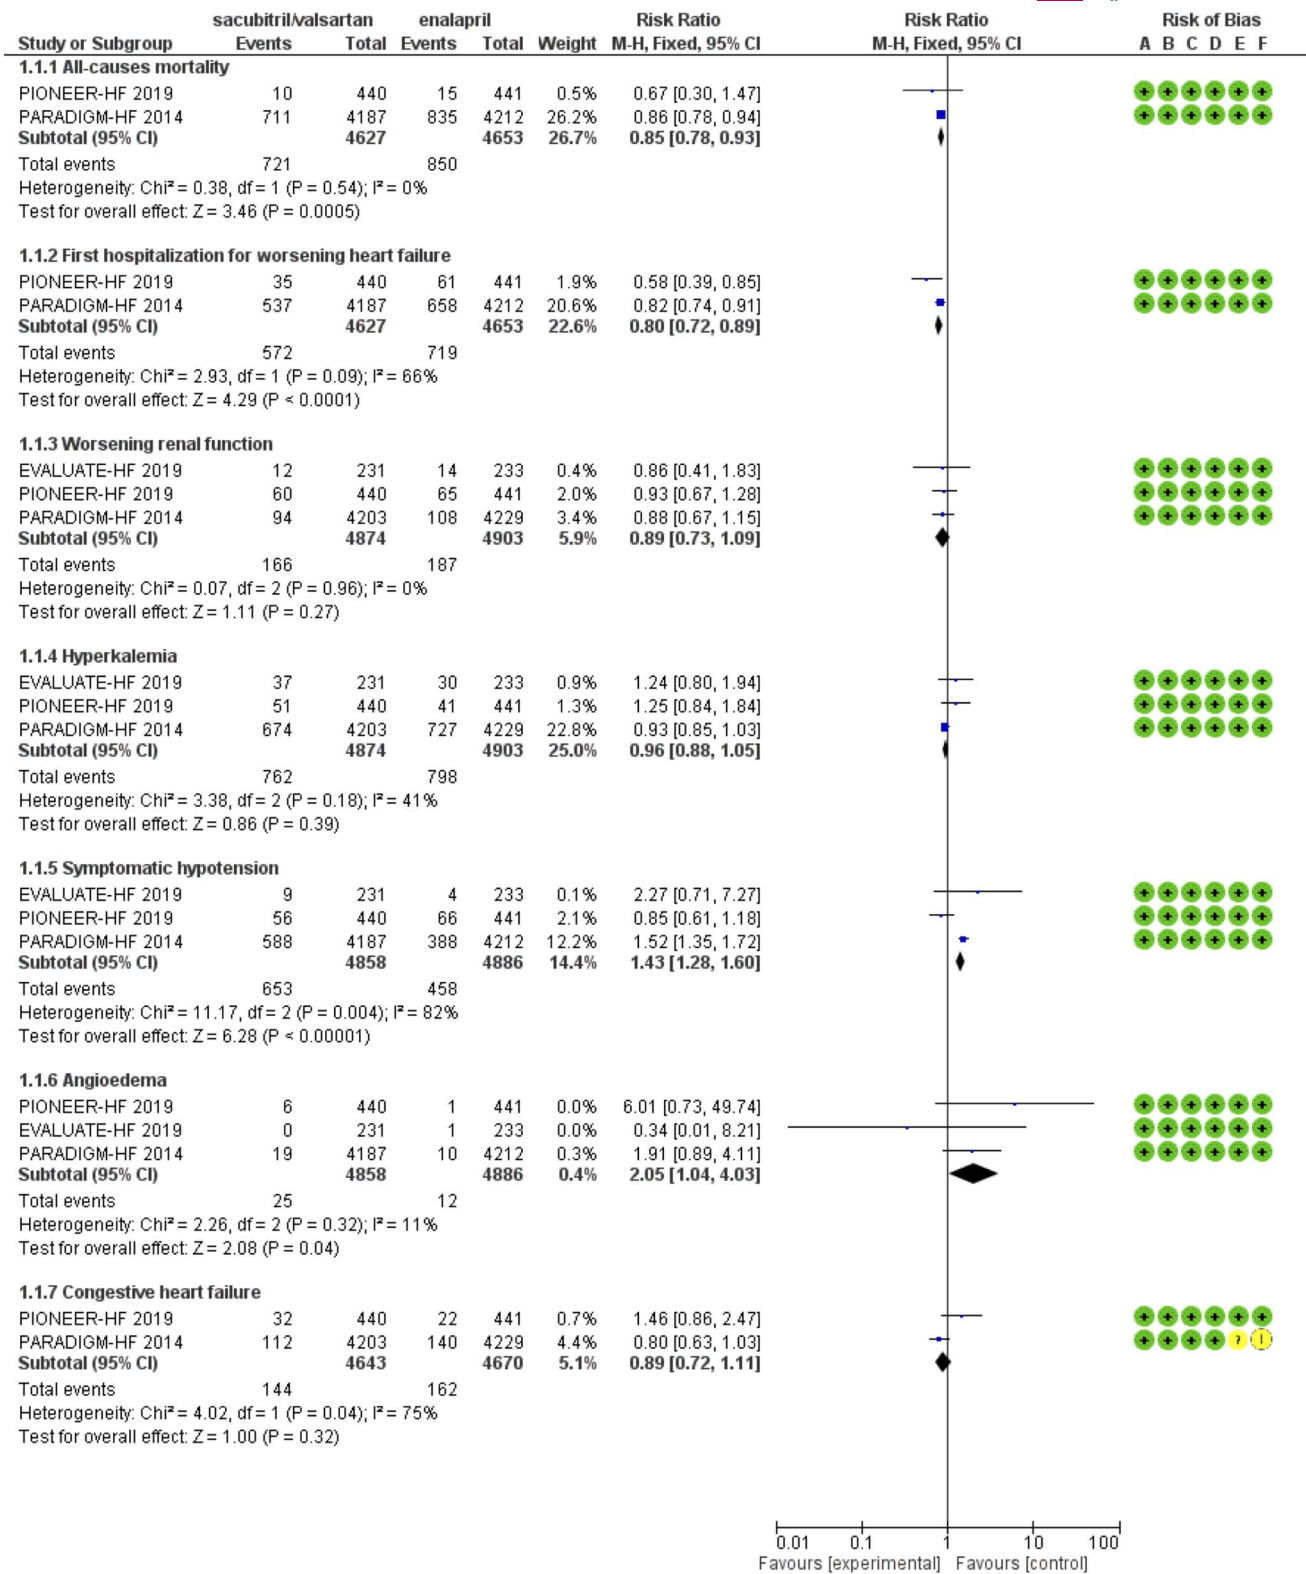 sacubitril/valsartan enalapril Risk Ratio Risk Ratio Risk of Bias
Study or Subgroup Events Total Events Total Weight M-H, Fixed, 95% CI M-H, Fixed, 95% CI A B C D E F
1.1.1 All-causes mortality
PIONEER-HF 2019 10 440 15 441 0.5% 0.67 [0.30, 1.47] + + + + + +
PARADIGM-HF 2014 711 4187 835 4212 26.2% 0.86 [0.78, 0.94] + + + + + +
Subtotal (95% CI) 4627 4653 26.7% 0.85 [0.78, 0.93]
Total events 721 850
Heterogeneity: Chi² = 0.38, df = 1 (P = 0.54); I² = 0%
Test for overall effect: Z = 3.46 (P = 0.0005)
1.1.2 First hospitalization for worsening heart failure
PIONEER-HF 2019 35 440 61 441 1.9% 0.58 [0.39, 0.85] + + + + + +
PARADIGM-HF 2014 537 4187 658 4212 20.6% 0.82 [0.74, 0.91] + + + + + +
Subtotal (95% CI) 4627 4653 22.6% 0.80 [0.72, 0.89]
Total events 572 719
Heterogeneity: Chi² = 2.93, df = 1 (P = 0.09); I² = 66%
Test for overall effect: Z = 4.29 (P < 0.0001)
1.1.3 Worsening renal function
EVALUATE-HF 2019 12 231 14 233 0.4% 0.86 [0.41, 1.83] + + + + + +
PIONEER-HF 2019 60 440 65 441 2.0% 0.93 [0.67, 1.28] + + + + + +
PARADIGM-HF 2014 94 4203 108 4229 3.4% 0.88 [0.67, 1.15] + + + + + +
Subtotal (95% CI) 4874 4903 5.9% 0.89 [0.73, 1.09]
Total events 166 187
Heterogeneity: Chi² = 0.07, df = 2 (P = 0.96); I² = 0%
Test for overall effect: Z = 1.11 (P = 0.27)
1.1.4 Hyperkalemia
EVALUATE-HF 2019 37 231 30 233 0.9% 1.24 [0.80, 1.94] + + + + + +
PIONEER-HF 2019 51 440 41 441 1.3% 1.25 [0.84, 1.84] + + + + + +
PARADIGM-HF 2014 674 4203 727 4229 22.8% 0.93 [0.85, 1.03] + + + + + +
Subtotal (95% CI) 4874 4903 25.0% 0.96 [0.88, 1.05]
Total events 762 798
Heterogeneity: Chi² = 3.38, df = 2 (P = 0.18); I² = 41%
Test for overall effect: Z = 0.86 (P = 0.39)
1.1.5 Symptomatic hypotension
EVALUATE-HF 2019 9 231 4 233 0.1% 2.27 [0.71, 7.27] + + + + + +
PIONEER-HF 2019 56 440 66 441 2.1% 0.85 [0.61, 1.18] + + + + + +
PARADIGM-HF 2014 588 4187 388 4212 12.2% 1.52 [1.35, 1.72] + + + + + +
Subtotal (95% CI) 4858 4886 14.4% 1.43 [1.28, 1.60]
Total events 653 458
Heterogeneity: Chi² = 11.17, df = 2 (P = 0.004); I² = 82%
Test for overall effect: Z = 6.28 (P < 0.00001)
1.1.6 Angioedema
PIONEER-HF 2019 6 440 1 441 0.0% 6.01 [0.73, 49.74] + + + + + +
EVALUATE-HF 2019 0 231 1 233 0.0% 0.34 [0.01, 8.21] + + + + + +
PARADIGM-HF 2014 19 4187 10 4212 0.3% 1.91 [0.89, 4.11] + + + + + +
Subtotal (95% CI) 4858 4886 0.4% 2.05 [1.04, 4.03]
Total events 25 12
Heterogeneity: Chi² = 2.26, df = 2 (P = 0.32); I² = 11%
Test for overall effect: Z = 2.08 (P = 0.04)
1.1.7 Congestive heart failure
PIONEER-HF 2019 32 440 22 441 0.7% 1.46 [0.86, 2.47] + + + + + +
PARADIGM-HF 2014 112 4203 140 4229 4.4% 0.80 [0.63, 1.03] + + + + ? !
Subtotal (95% CI) 4643 4670 5.1% 0.89 [0.72, 1.11]
Total events 144 162
Heterogeneity: Chi² = 4.02, df = 1 (P = 0.04); I² = 75%
Test for overall effect: Z = 1.00 (P = 0.32)
0.01 0.1 1 10 100
Favours [experimental] Favours [control]